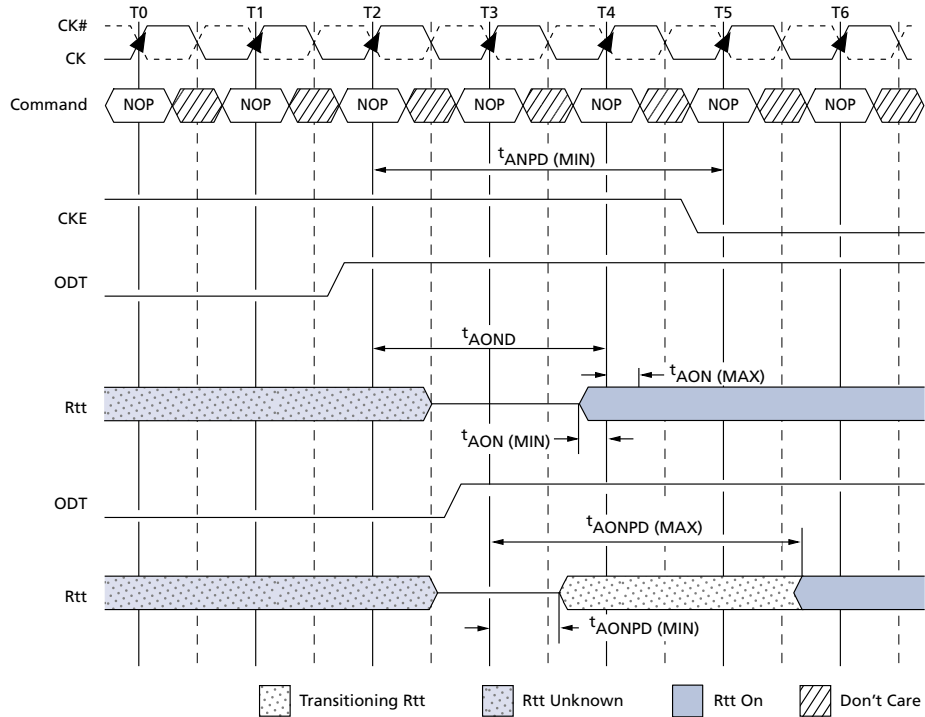 CK#
CK
T0 T1 T2 T3 T4 T5 T6
Command
NOP NOP NOP NOP NOP NOP NOP
tANPD (MIN)
CKE
ODT
tAOND
tAON (MAX)
Rtt
tAON (MIN)
ODT
tAONPD (MAX)
Rtt
tAONPD (MIN)
Transitioning Rtt Rtt Unknown Rtt On Don't Care